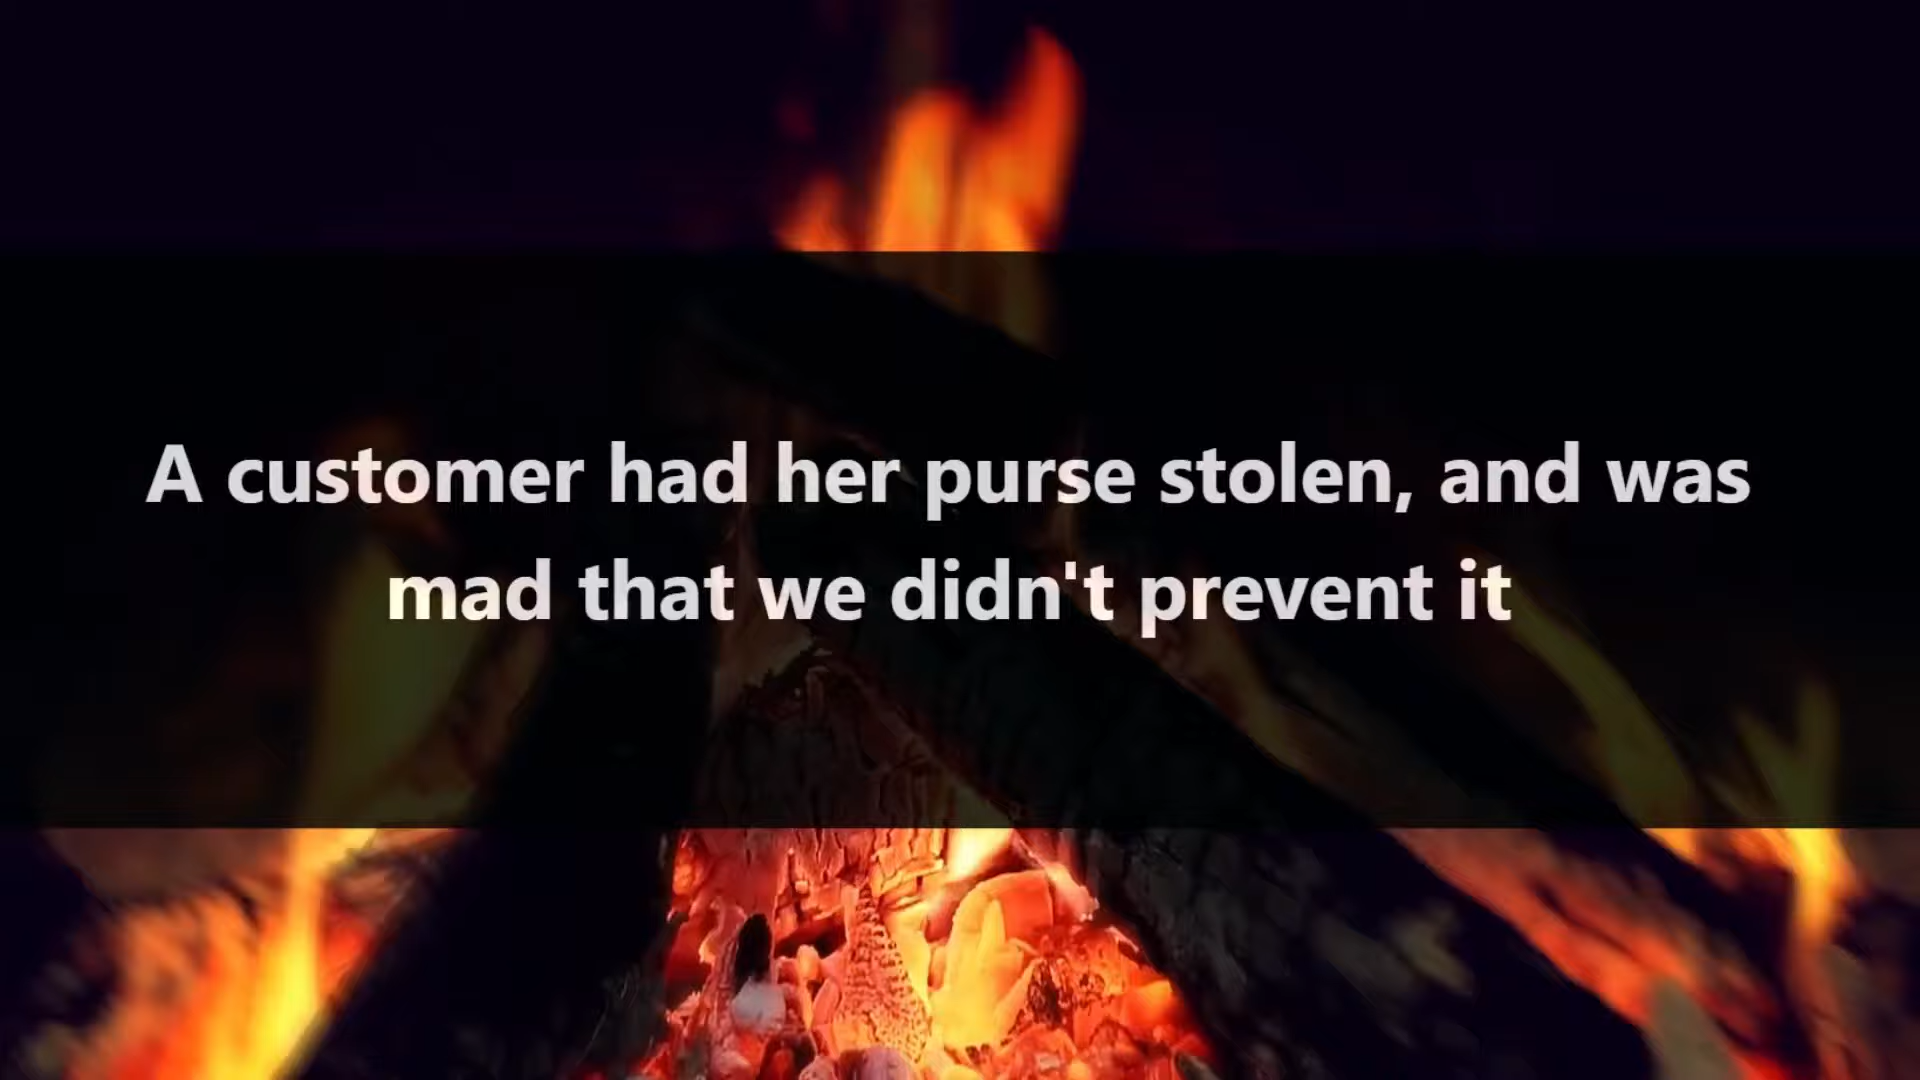 A customer had her purse stolen, and was
mad that we didn't prevent it